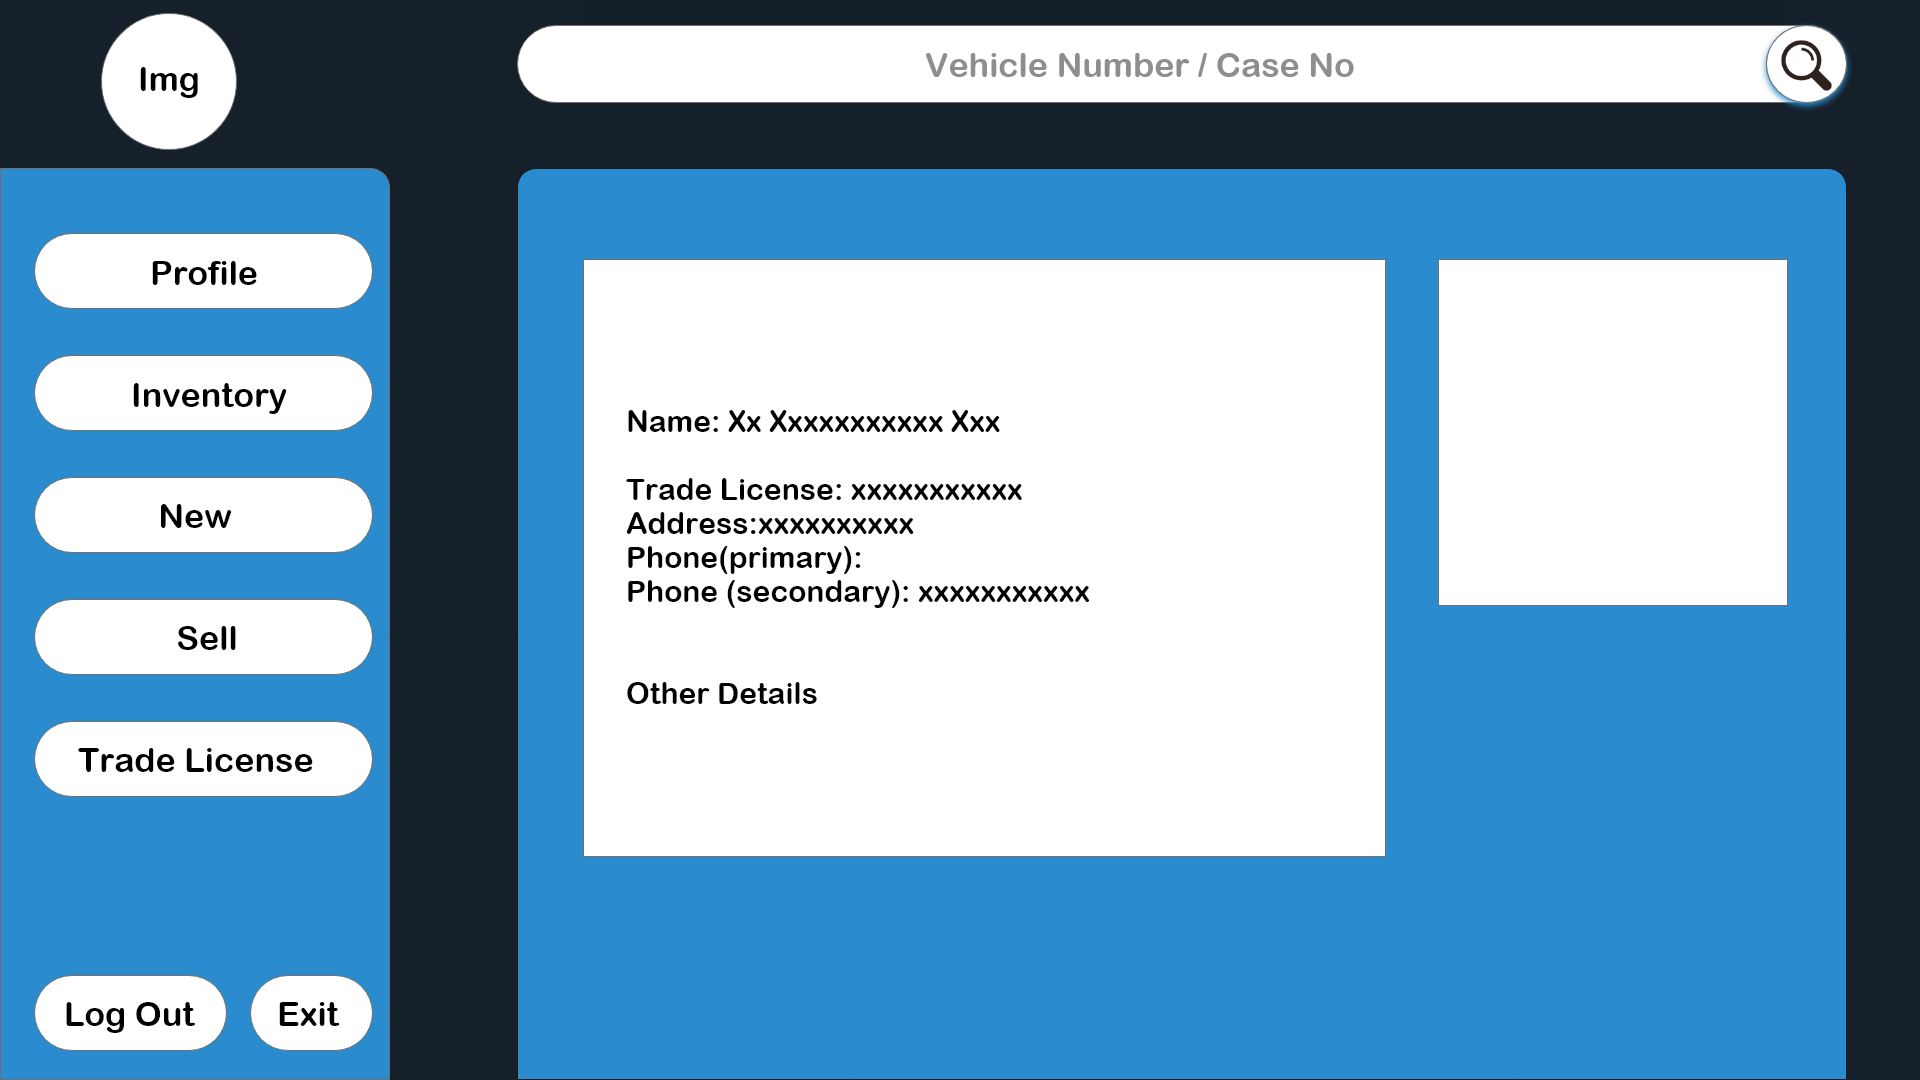 Img
Vehicle Number / Case No
Profile
Inventory
New
Sell
Trade License
Log Out
Exit
Name: Xx Xxxxxxxxxxx Xxx
Trade License: xxxxxxxxxxx
Address:xxxxxxxxxx
Phone(primary):
Phone (secondary): xxxxxxxxxxx
Other Details